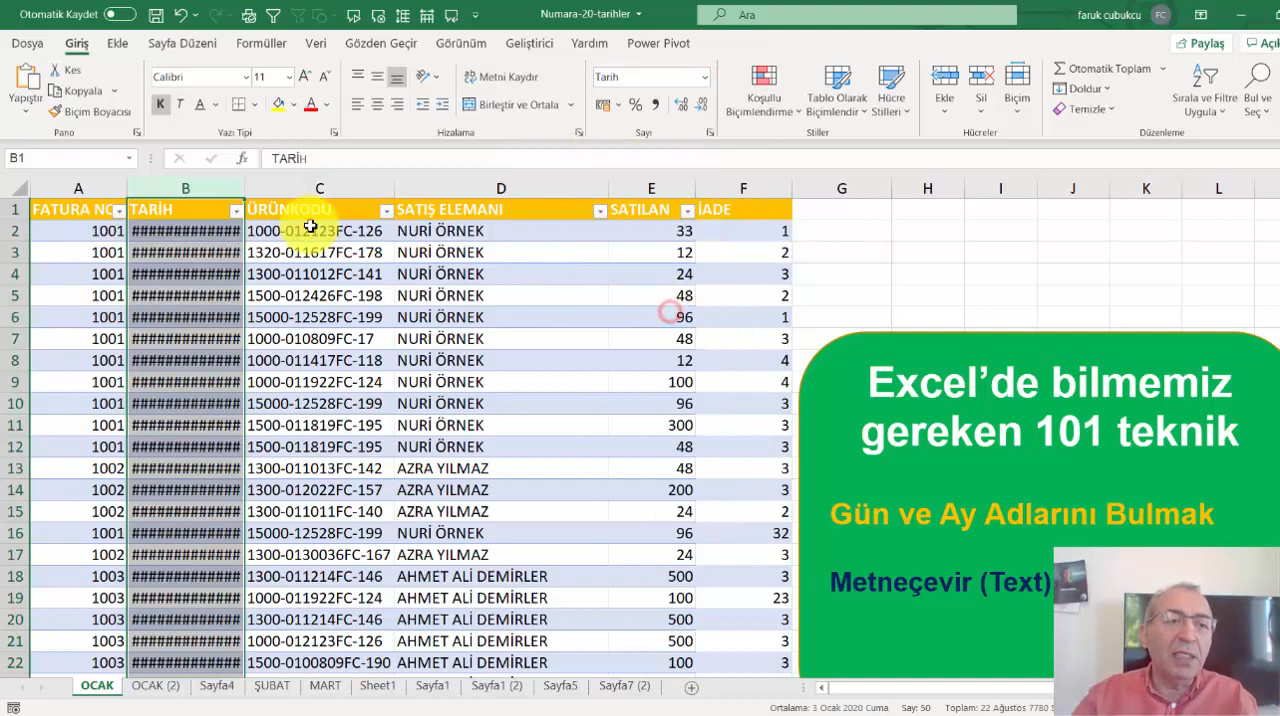 Otomatik Kaydet
Numara-20-tarihler
Ara
faruk çubukcu
FC
Dosya Giriş Ekle Sayfa Düzeni Formüller Veri Gözden Geçir Görünüm Geliştirici Yardım Power Pivot
Paylaş
Yapıştır
Kes
Kopyala
Biçim Boyacısı
Calibri 11
K T A
Metni Kaydır
Birleştir ve Ortala
Tarih
Koşullu Biçimlendirme
Tablo Olarak Biçimlendir
Hücre Stilleri
Ekle Sil Biçim
Otomatik Toplam
Doldur
Temizle
Sırala ve Filtre Uygula
Bul ve Seç
Pano Yazı Tipi Hizalama Sayı Stiller Hücreler Düzenleme
B1 fx TARİH
A B C D E F G H I J K L
1 FATURA NO TARİH ÜRÜNKODU SATIŞ ELEMANI SATILAN İADE
2 1001 ############# 1000-012123FC-126 NURİ ÖRNEK 33 1
3 1001 ############# 1320-011617FC-178 NURİ ÖRNEK 12 2
4 1001 ############# 1300-011012FC-141 NURİ ÖRNEK 24 3
5 1001 ############# 1500-012426FC-198 NURİ ÖRNEK 48 2
6 1001 ############# 15000-12528FC-199 NURİ ÖRNEK 96 1
7 1001 ############# 1000-010809FC-17 NURİ ÖRNEK 48 3
8 1001 ############# 1000-011417FC-118 NURİ ÖRNEK 12 4
9 1001 ############# 1000-011922FC-124 NURİ ÖRNEK 100 4
10 1001 ############# 15000-12528FC-199 NURİ ÖRNEK 96 3
11 1001 ############# 1500-011819FC-195 NURİ ÖRNEK 300 3
12 1001 ############# 1500-011819FC-195 NURİ ÖRNEK 48 3
13 1002 ############# 1300-011013FC-142 AZRA YILMAZ 48 3
14 1002 ############# 1300-012022FC-157 AZRA YILMAZ 200 3
15 1002 ############# 1300-011011FC-140 AZRA YILMAZ 24 2
16 1001 ############# 15000-12528FC-199 NURİ ÖRNEK 96 32
17 1002 ############# 1300-0130036FC-167 AZRA YILMAZ 24 3
18 1003 ############# 1300-011214FC-146 AHMET ALİ DEMİRLER 500 3
19 1003 ############# 1000-011922FC-124 AHMET ALİ DEMİRLER 100 23
20 1003 ############# 1300-011214FC-146 AHMET ALİ DEMİRLER 500 3
21 1003 ############# 1000-012123FC-126 AHMET ALİ DEMİRLER 500 3
22 1003 ############# 1500-0100809FC-190 AHMET ALİ DEMİRLER 100 3
Excel’de bilmemiz
gereken 101 teknik
Gün ve Ay Adlarını Bulmak
Metneçevir (Text)
OCAK OCAK (2) Sayfa4 ŞUBAT MART Sheet1 Sayfa1 Sayfa1 (2) Sayfa5 Sayfa7 (2)
Ortalama: 3 Ocak 2020 Cuma Say: 50 Toplam: 22 Ağustos 7780